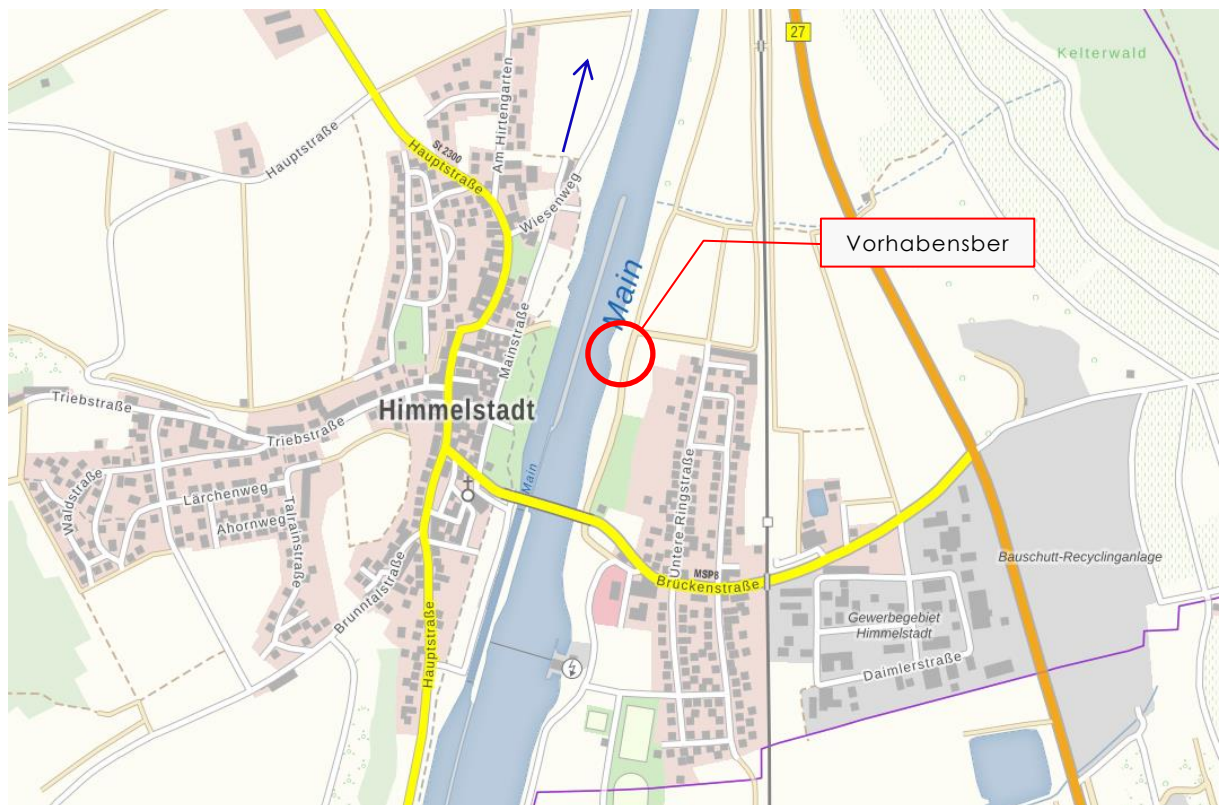 27
Kelterwald
Hauptstraße
St 2300
Hauptstraße
Am Hirtengarten
Wiesenweg
Vorhabensber
Main
Mainstraße
Triebstraße
Himmelstadt
Triebstraße
Waldstraße
Lärchenweg
Ahornweg
Talrainstraße
Main
Untere Ringstraße
MSP8
Brückenstraße
Bauschutt-Recyclinganlage
Brunntalstraße
Hauptstraße
Gewerbegebiet
Himmelstadt
Daimlerstraße